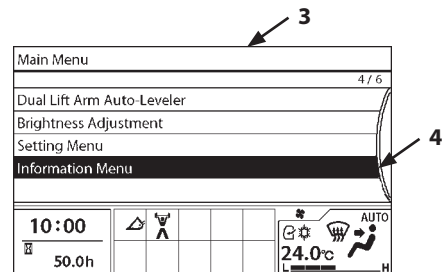 3
Main Menu
4/6
Dual Lift Arm Auto-Leveler
Brightness Adjustment
Setting Menu
Information Menu
4
10:00
50.0h
AUTO
24.0℃
L H